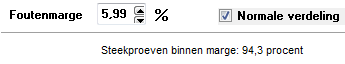 Foutenmarge 5,99 % Normale verdeling
Steekproeven binnen marge: 94,3 procent